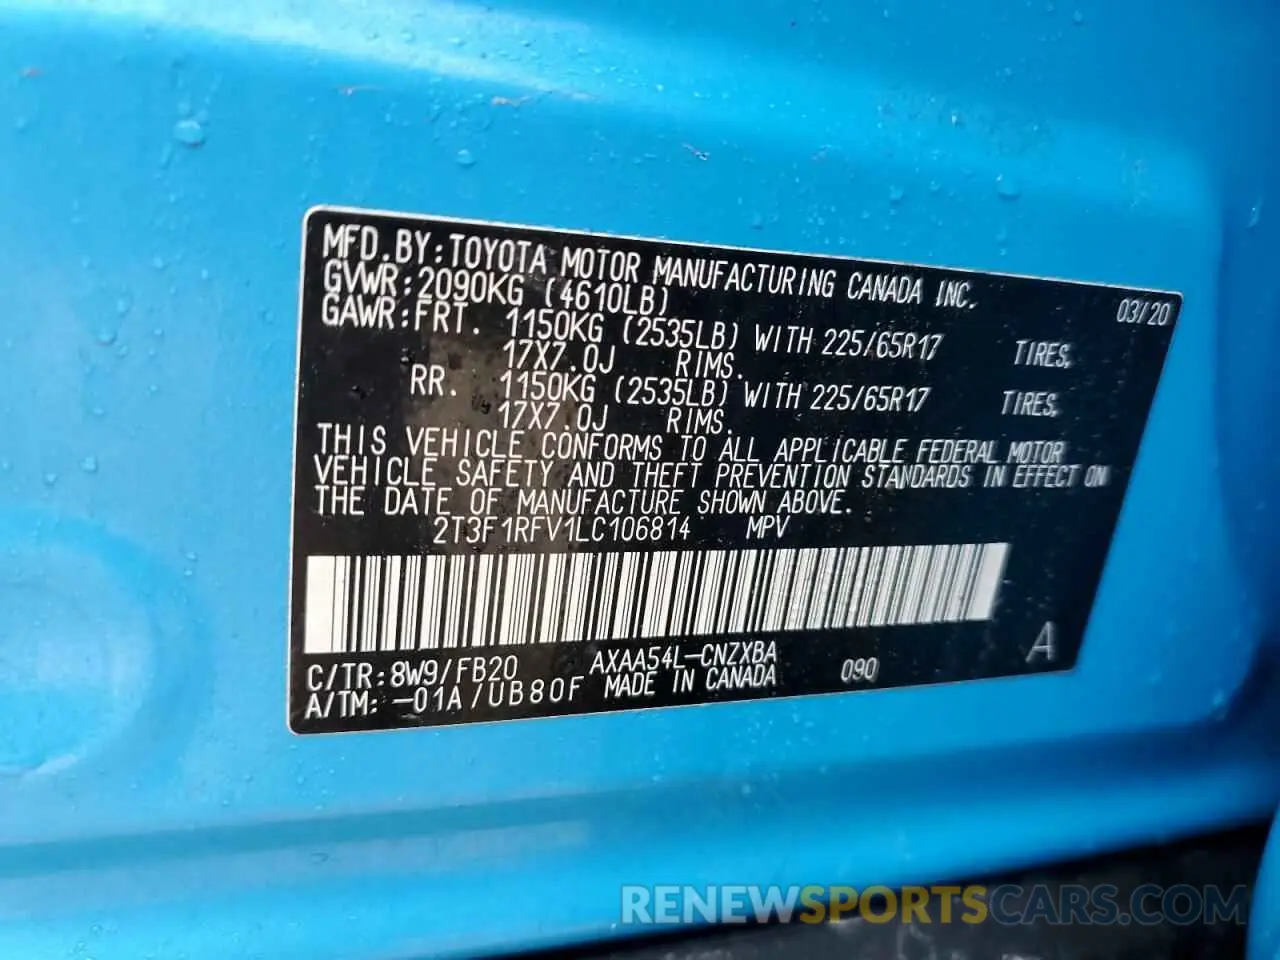 MFD.BY:TOYOTA MOTOR MANUFACTURING CANADA INC.
GVWR:2090KG (4610LB) 03/20
GAWR:FRT. 1150KG (2535LB) WITH 225/65R17 TIRES,
17X7.0J RIMS.
RR. 1150KG (2535LB) WITH 225/65R17 TIRES,
17X7.0J RIMS.
THIS VEHICLE CONFORMS TO ALL APPLICABLE FEDERAL MOTOR
VEHICLE SAFETY AND THEFT PREVENTION STANDARDS IN EFFECT ON
THE DATE OF MANUFACTURE SHOWN ABOVE.
2T3F1RFV1LC106814 MPV
C/TR:8W9/FB20 AXAA54L-CNZXBA A
A/TM:-01A/UB80F MADE IN CANADA 090
RENEWSPORTSCARS.COM